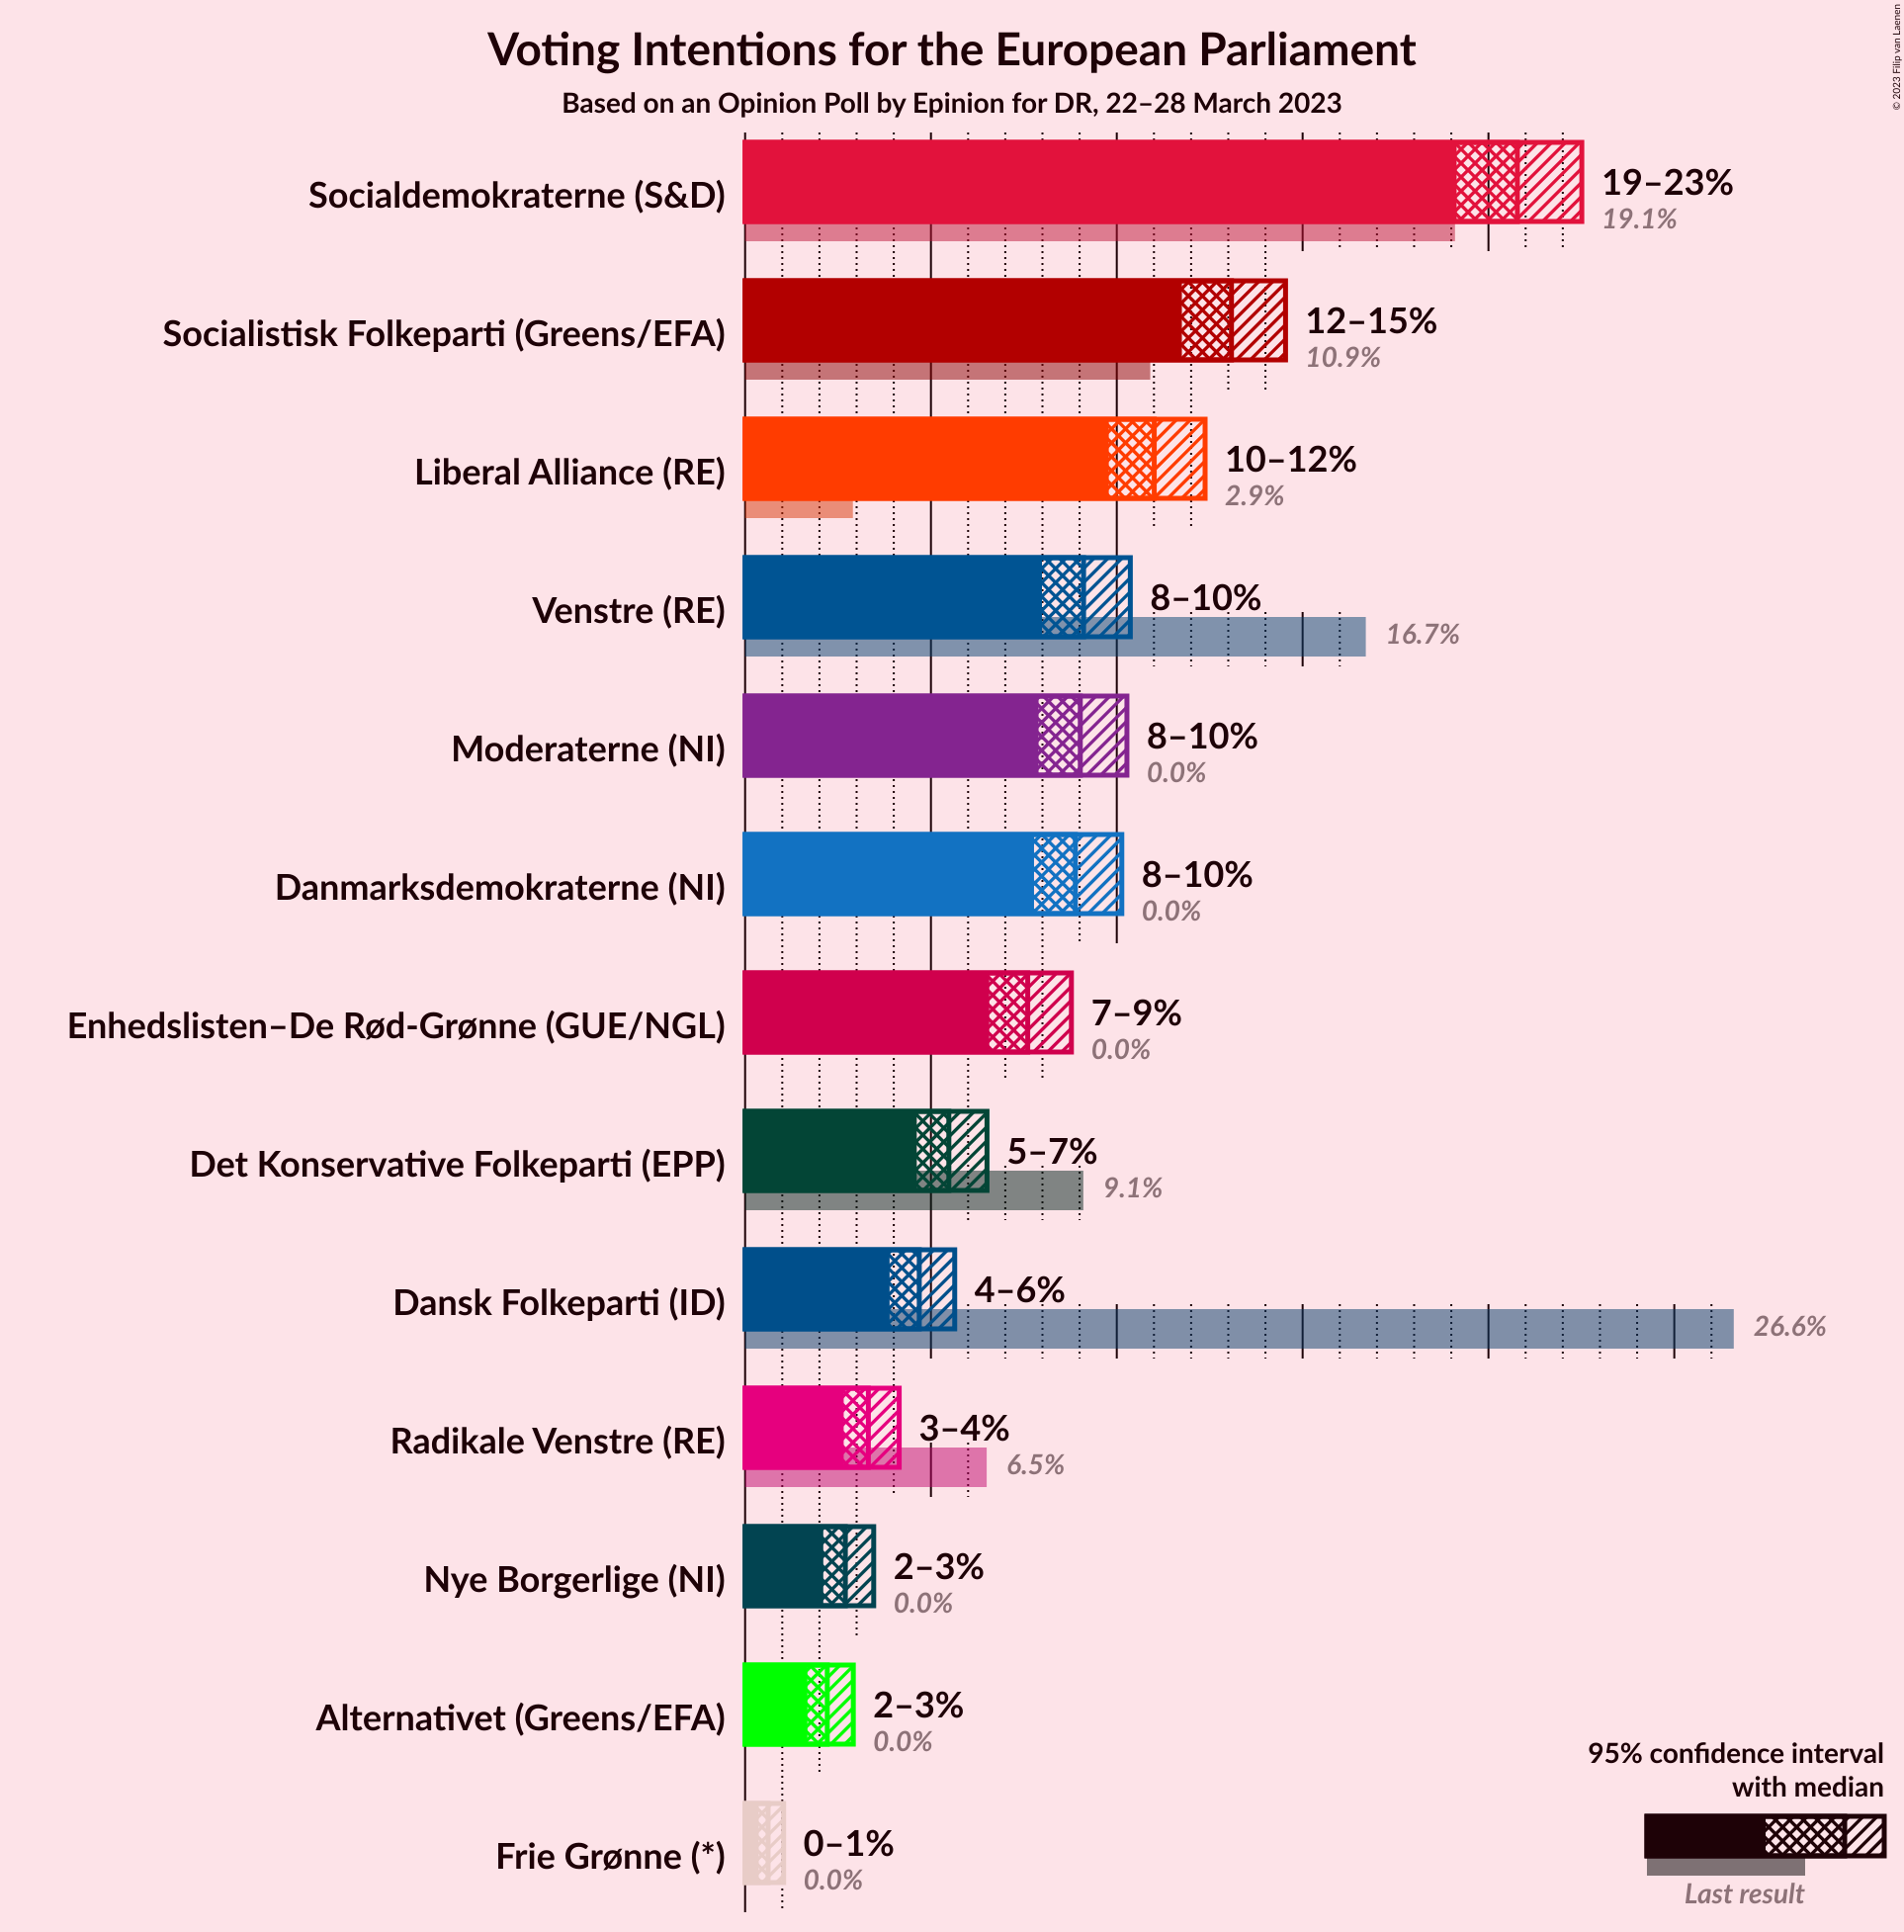 Voting Intentions for the European Parliament
Based on an Opinion Poll by Epinion for DR, 22–28 March 2023
© 2023 Filip van Laenen
Socialdemokraterne (S&D)
19–23%
19.1%
Socialistisk Folkeparti (Greens/EFA)
12–15%
10.9%
Liberal Alliance (RE)
10–12%
2.9%
Venstre (RE)
8–10%
16.7%
Moderaterne (NI)
8–10%
0.0%
Danmarksdemokraterne (NI)
8–10%
0.0%
Enhedslisten–De Rød-Grønne (GUE/NGL)
7–9%
0.0%
Det Konservative Folkeparti (EPP)
5–7%
9.1%
Dansk Folkeparti (ID)
4–6%
26.6%
Radikale Venstre (RE)
3–4%
6.5%
Nye Borgerlige (NI)
2–3%
0.0%
Alternativet (Greens/EFA)
2–3%
0.0%
Frie Grønne (*)
0–1%
0.0%
95% confidence interval
with median
Last result